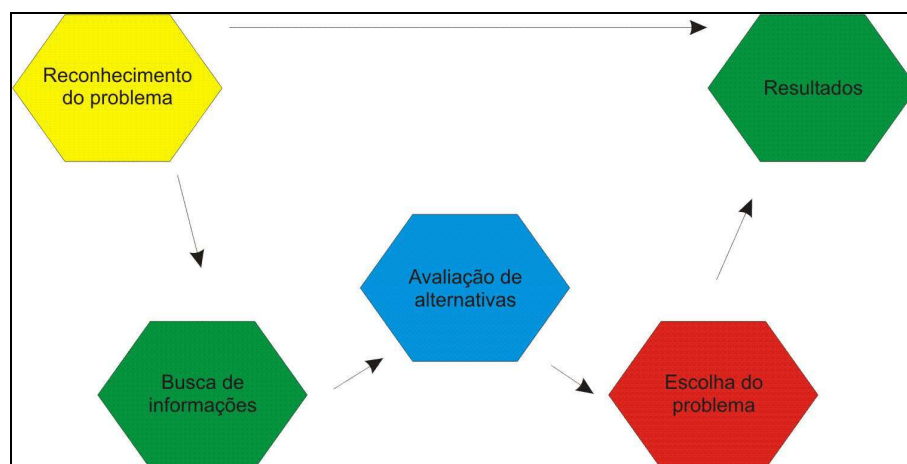 Reconhecimento
do problema
Resultados
Avaliação de
alternativas
Busca de
informações
Escolha do
problema